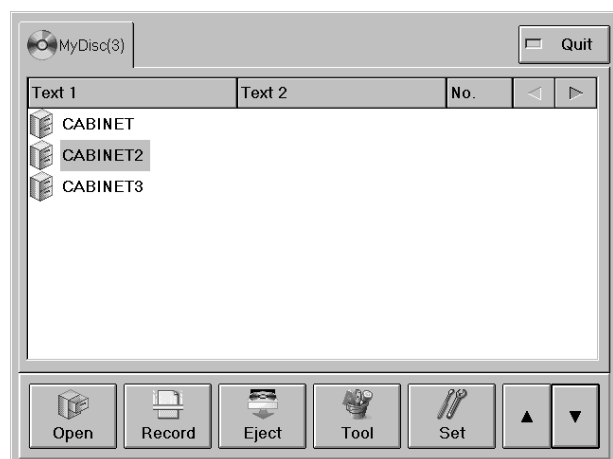 MyDisc(3)
Quit
Text 1 Text 2 No.
CABINET
CABINET2
CABINET3
Open Record Eject Tool Set